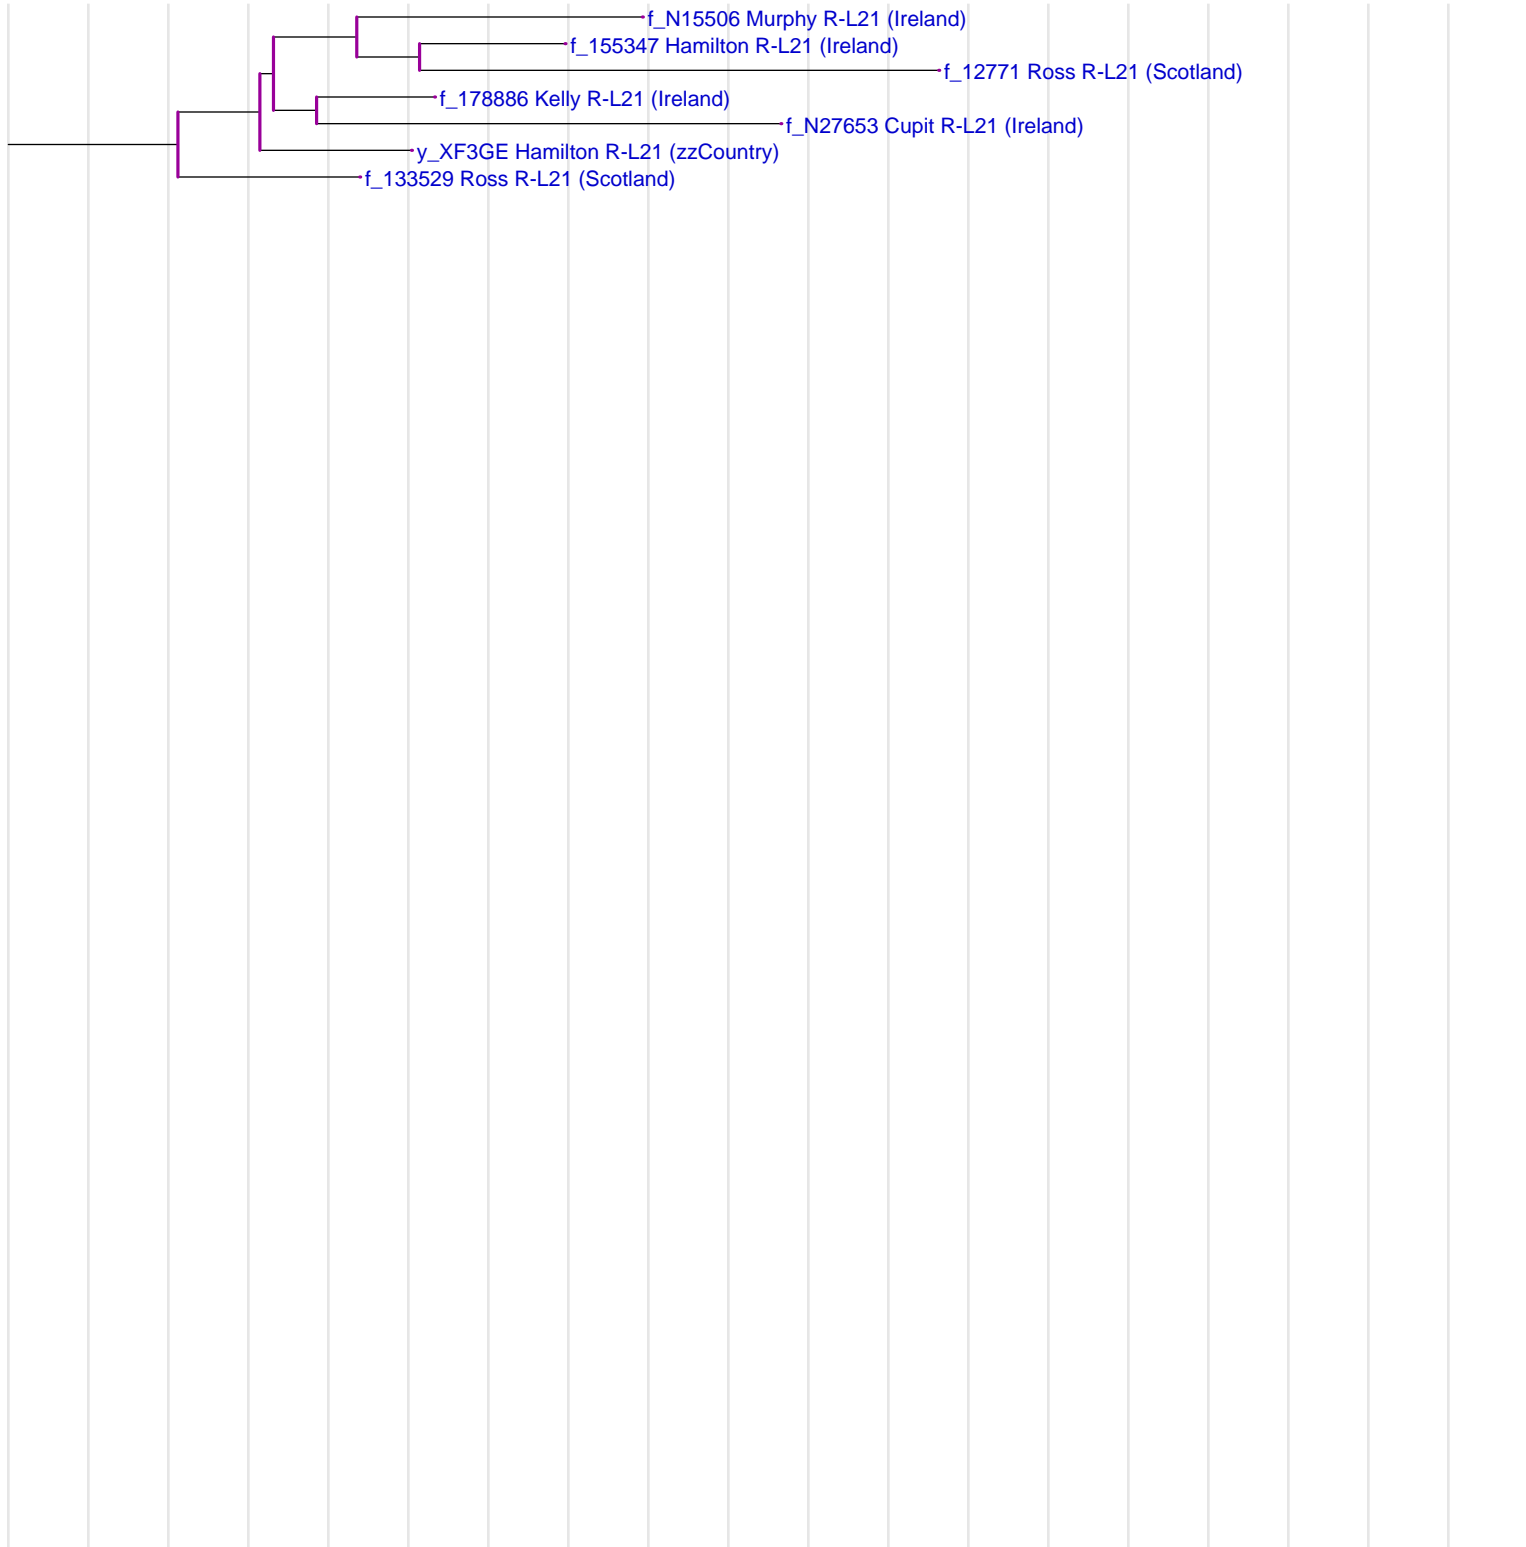 f_N15506 Murphy R-L21 (Ireland)
f_155347 Hamilton R-L21 (Ireland)
f_12771 Ross R-L21 (Scotland)
f_178886 Kelly R-L21 (Ireland)
f_N27653 Cupit R-L21 (Ireland)
y_XF3GE Hamilton R-L21 (zzCountry)
f_133529 Ross R-L21 (Scotland)